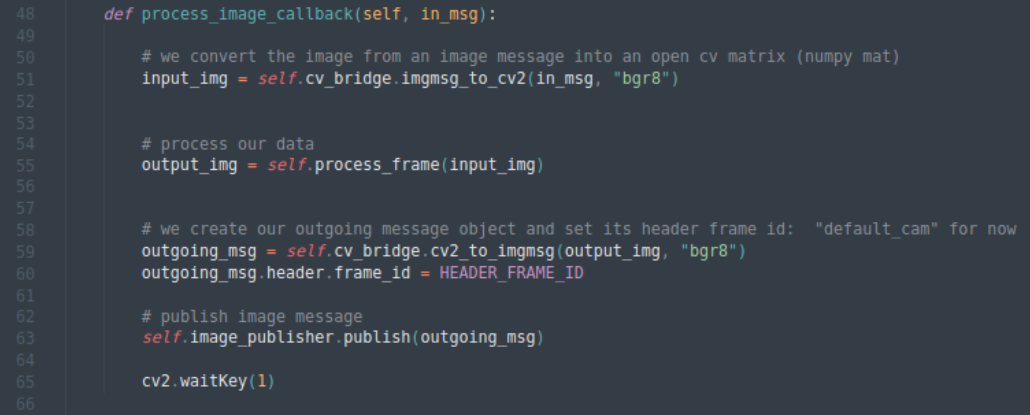 48 def process_image_callback(self, in_msg):
49
50 # we convert the image from an image message into an open cv matrix (numpy mat)
51 input_img = self.cv_bridge.imgmsg_to_cv2(in_msg, "bgr8")
52
53
54 # process our data
55 output_img = self.process_frame(input_img)
56
57
58 # we create our outgoing message object and set its header frame id:  "default_cam" for now
59 outgoing_msg = self.cv_bridge.cv2_to_imgmsg(output_img, "bgr8")
60 outgoing_msg.header.frame_id = HEADER_FRAME_ID
61
62 # publish image message
63 self.image_publisher.publish(outgoing_msg)
64
65 cv2.waitKey(1)
66